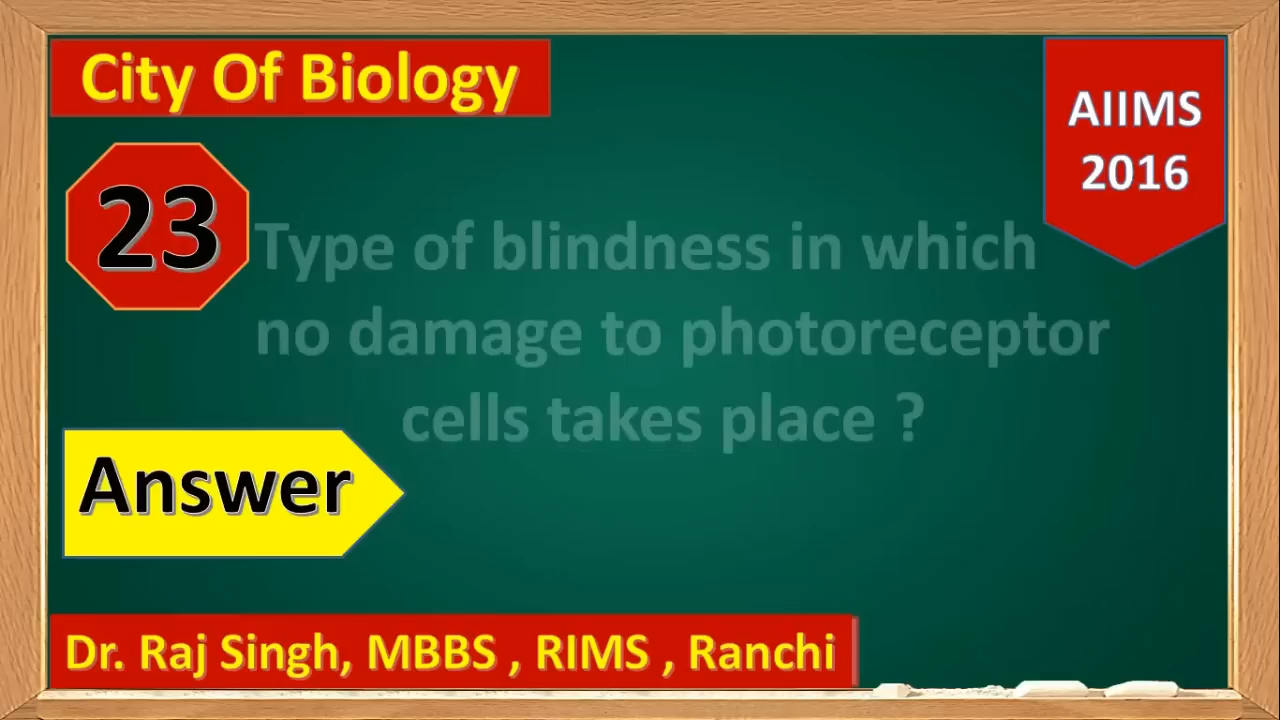 City Of Biology
AIIMS
2016
23
Type of blindness in which
no damage to photoreceptor
cells takes place ?
Answer
Dr. Raj Singh, MBBS , RIMS , Ranchi